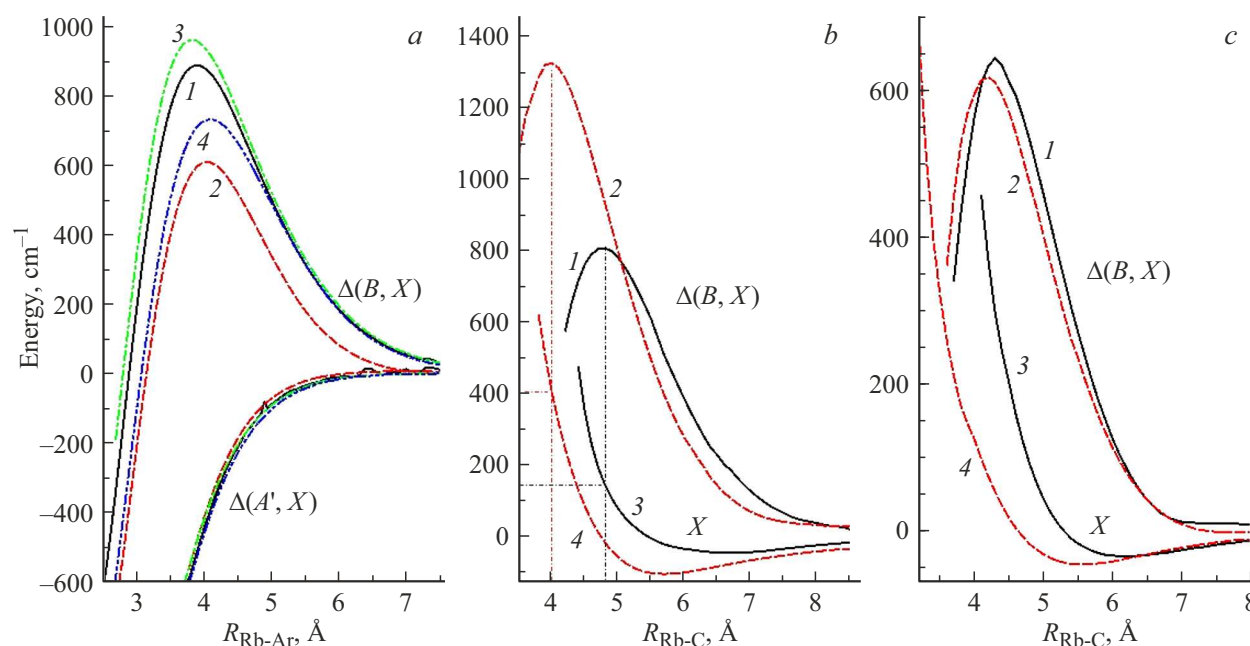 a
1000
800
600
400
200
0
–200
–400
–600
Energy, cm–1
3
1
4
2
Δ(B, X)
Δ(A′, X)
3 4 5 6 7
RRb-Ar, Å
b
1400
1200
1000
800
600
400
200
0
2
1
Δ(B, X)
3
X
4
4 5 6 7 8
RRb-C, Å
c
600
400
200
0
1
2
Δ(B, X)
3
4
X
4 5 6 7 8
RRb-C, Å